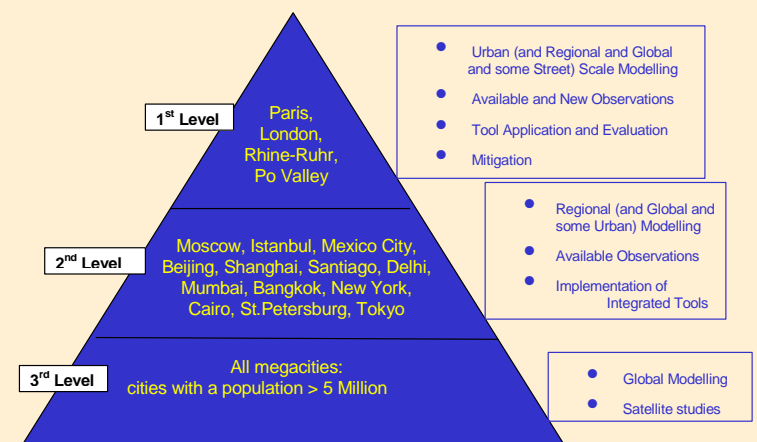 1st Level
Paris,
London,
Rhine-Ruhr,
Po Valley
• Urban (and Regional and Global
and some Street) Scale Modelling
• Available and New Observations
• Tool Application and Evaluation
• Mitigation
2nd Level
Moscow, Istanbul, Mexico City,
Beijing, Shanghai, Santiago, Delhi,
Mumbai, Bangkok, New York,
Cairo, St.Petersburg, Tokyo
• Regional (and Global and
some Urban) Modelling
• Available Observations
• Implementation of
Integrated Tools
3rd Level
All megacities:
cities with a population > 5 Million
• Global Modelling
• Satellite studies